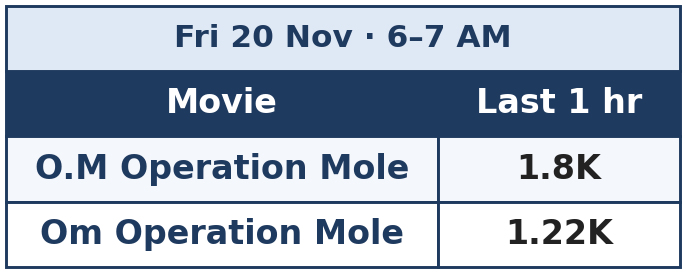 Fri 20 Nov · 6–7 AM
Movie Last 1 hr
O.M Operation Mole 1.8K
Om Operation Mole 1.22K